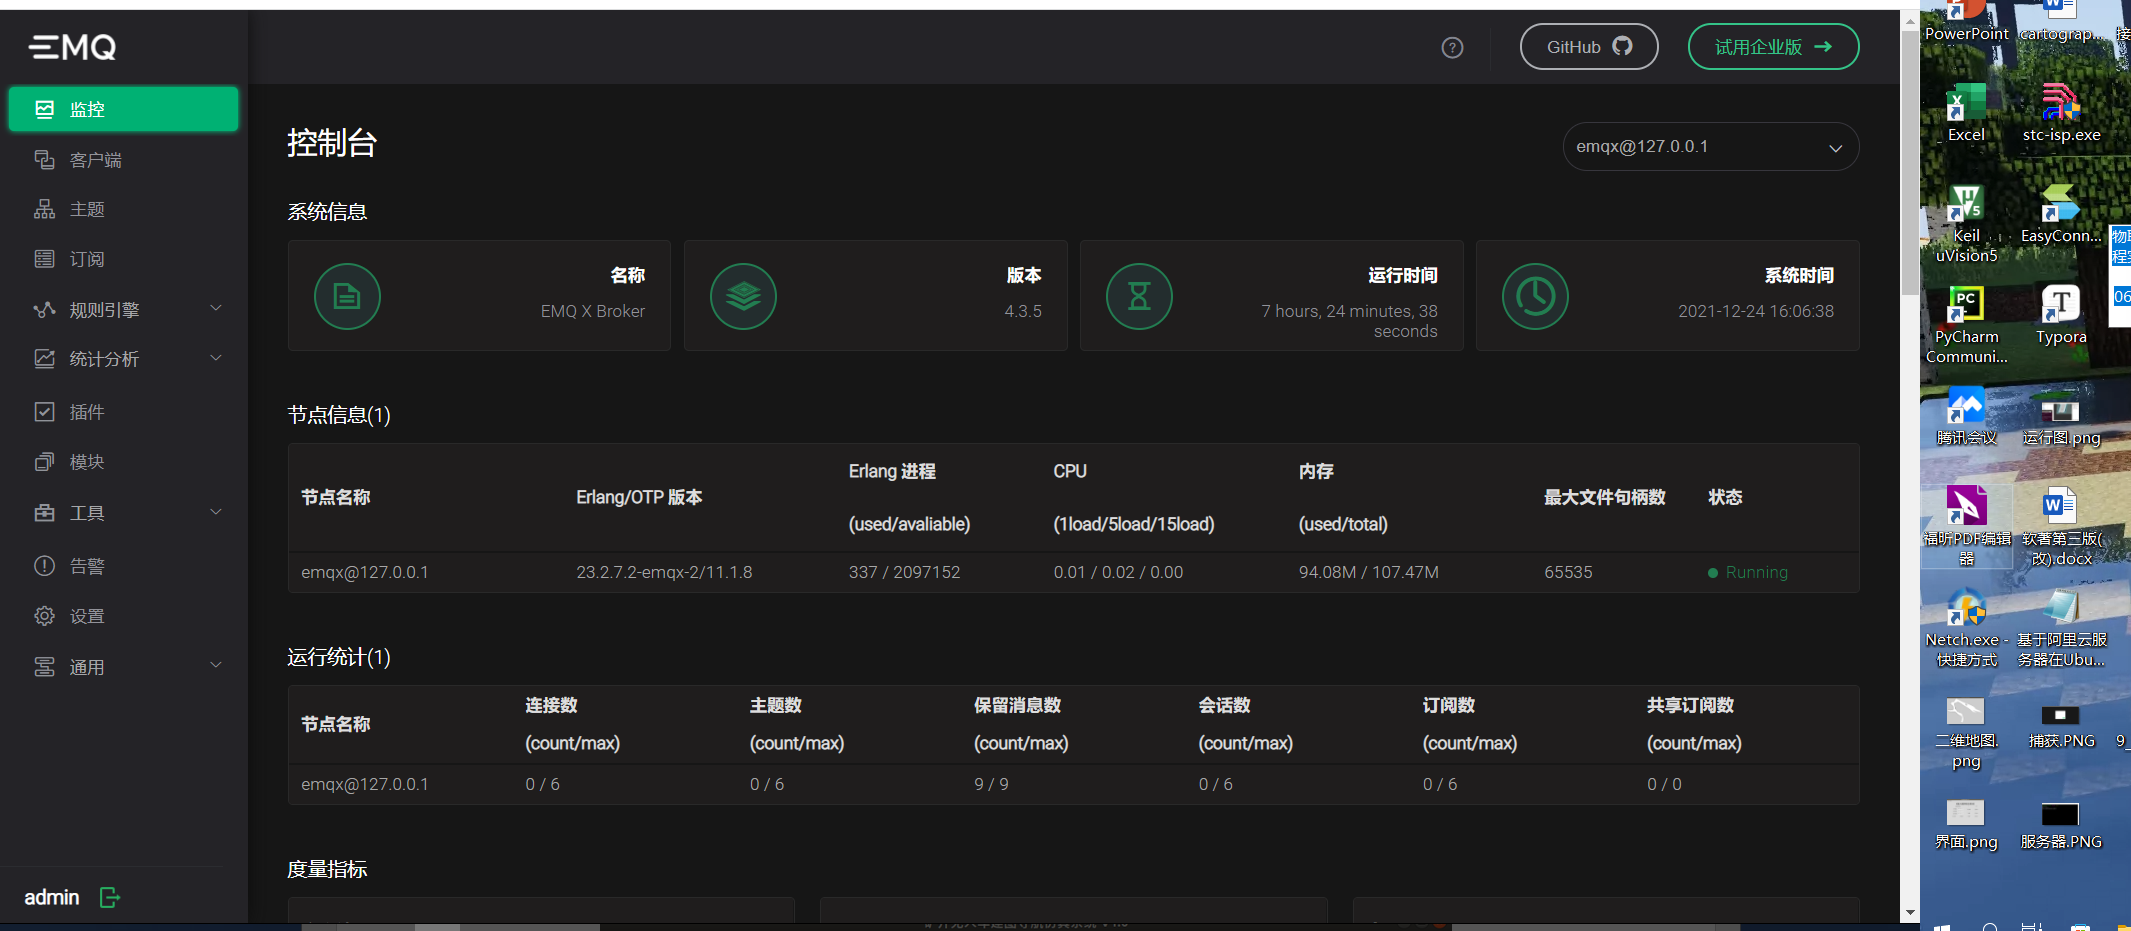 EMQ
GitHub
试用企业版
监控
客户端
主题
订阅
规则引擎
统计分析
插件
模块
工具
告警
设置
通用
admin
控制台
emqx@127.0.0.1
系统信息
名称
EMQ X Broker
版本
4.3.5
运行时间
7 hours, 24 minutes, 38
seconds
系统时间
2021-12-24 16:06:38
节点信息(1)
节点名称
Erlang/OTP 版本
Erlang 进程
(used/avaliable)
CPU
(1load/5load/15load)
内存
(used/total)
最大文件句柄数
状态
emqx@127.0.0.1
23.2.7.2-emqx-2/11.1.8
337 / 2097152
0.01 / 0.02 / 0.00
94.08M / 107.47M
65535
Running
运行统计(1)
节点名称
连接数
(count/max)
主题数
(count/max)
保留消息数
(count/max)
会话数
(count/max)
订阅数
(count/max)
共享订阅数
(count/max)
emqx@127.0.0.1
0 / 6
0 / 6
9 / 9
0 / 6
0 / 6
0 / 0
度量指标
PowerPoint
cartograp...
接
Excel
stc-isp.exe
Keil
uVision5
EasyConn...
程
06
PyCharm
Communi...
Typora
腾讯会议
运行图.png
福昕PDF编辑
器
软著第三版(
改).docx
Netch.exe -
快捷方式
基于阿里云服
务器在Ubu...
二维地图.
png
捕获.PNG
9_
界面.png
服务器.PNG